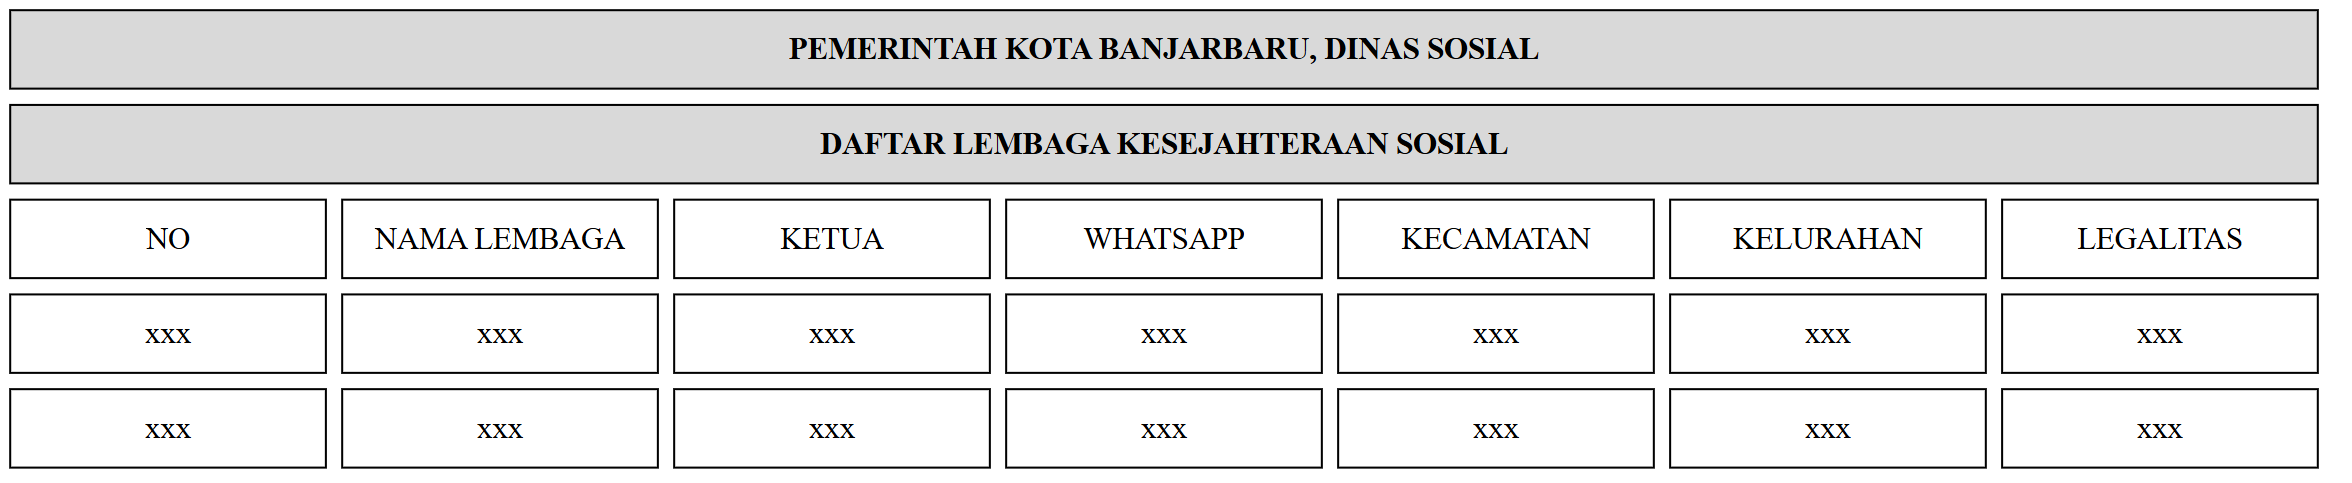 PEMERINTAH KOTA BANJARBARU, DINAS SOSIAL
DAFTAR LEMBAGA KESEJAHTERAAN SOSIAL
NO NAMA LEMBAGA KETUA WHATSAPP KECAMATAN KELURAHAN LEGALITAS
xxx xxx xxx xxx xxx xxx xxx
xxx xxx xxx xxx xxx xxx xxx